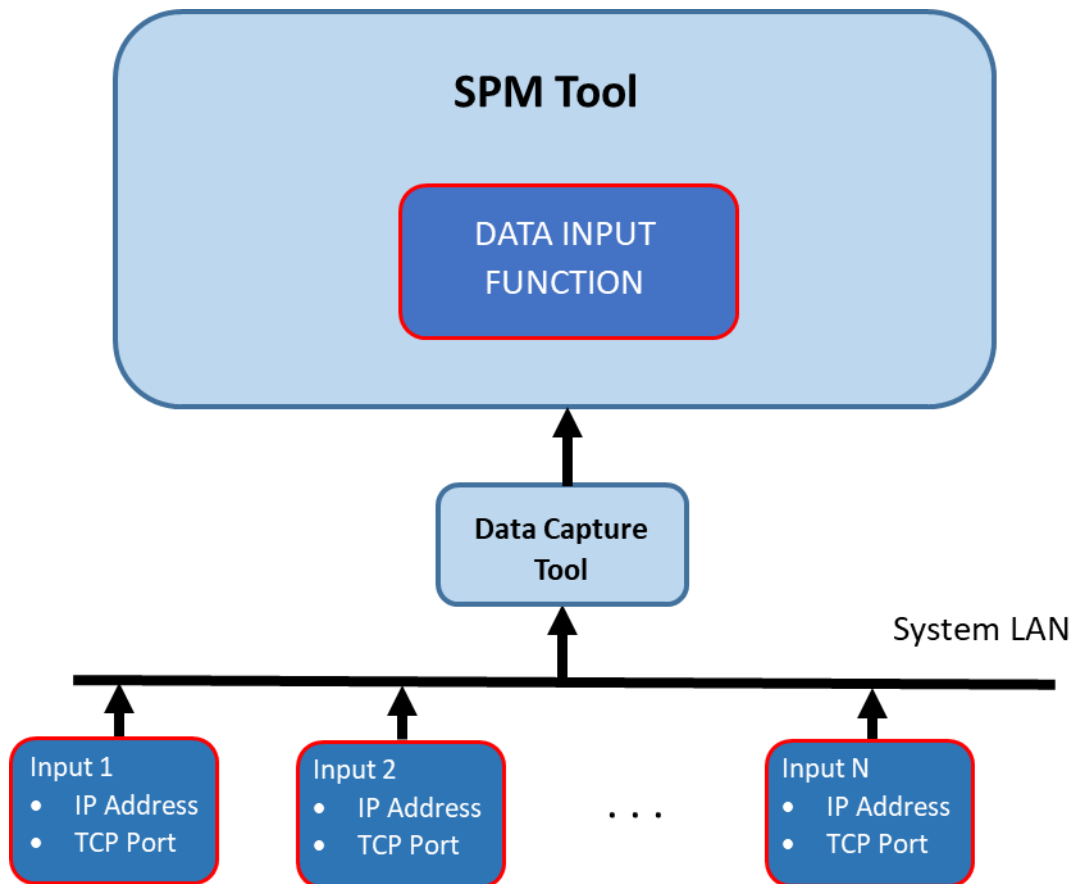 SPM Tool
DATA INPUT
FUNCTION
Data Capture
Tool
System LAN
Input 1
• IP Address
• TCP Port
Input 2
• IP Address
• TCP Port
. . .
Input N
• IP Address
• TCP Port